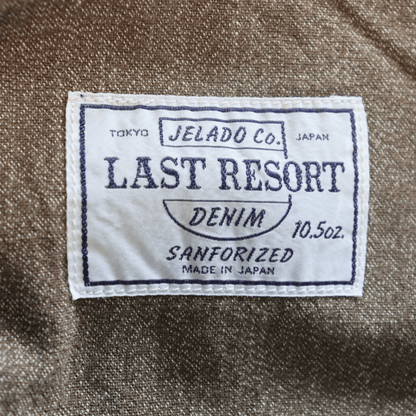 TOKYO JELADO Co. JAPAN
LAST RESORT
DENIM 10.5oz.
SANFORIZED
MADE IN JAPAN